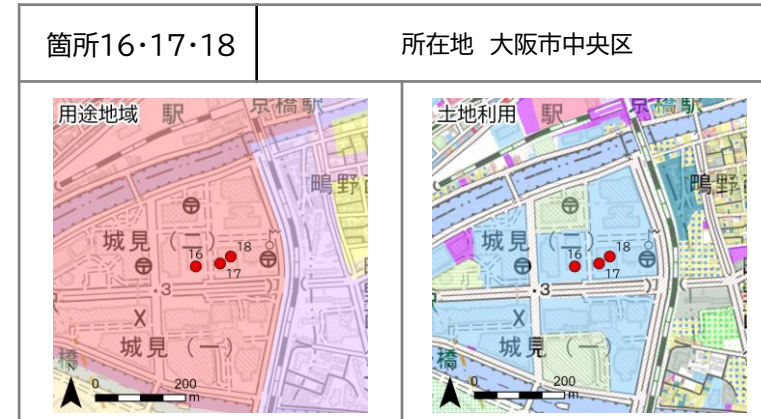 箇所16・17・18
所在地 大阪市中央区
用途地域
駅
京橋駅
鴫野
城見（二）
16
18
17
.3
X
城見（一）
橋
0
200
m
土地利用
駅
京橋駅
鴫野
城見（二）
16
18
17
.3
X
城見（一）
橋
0
200
m